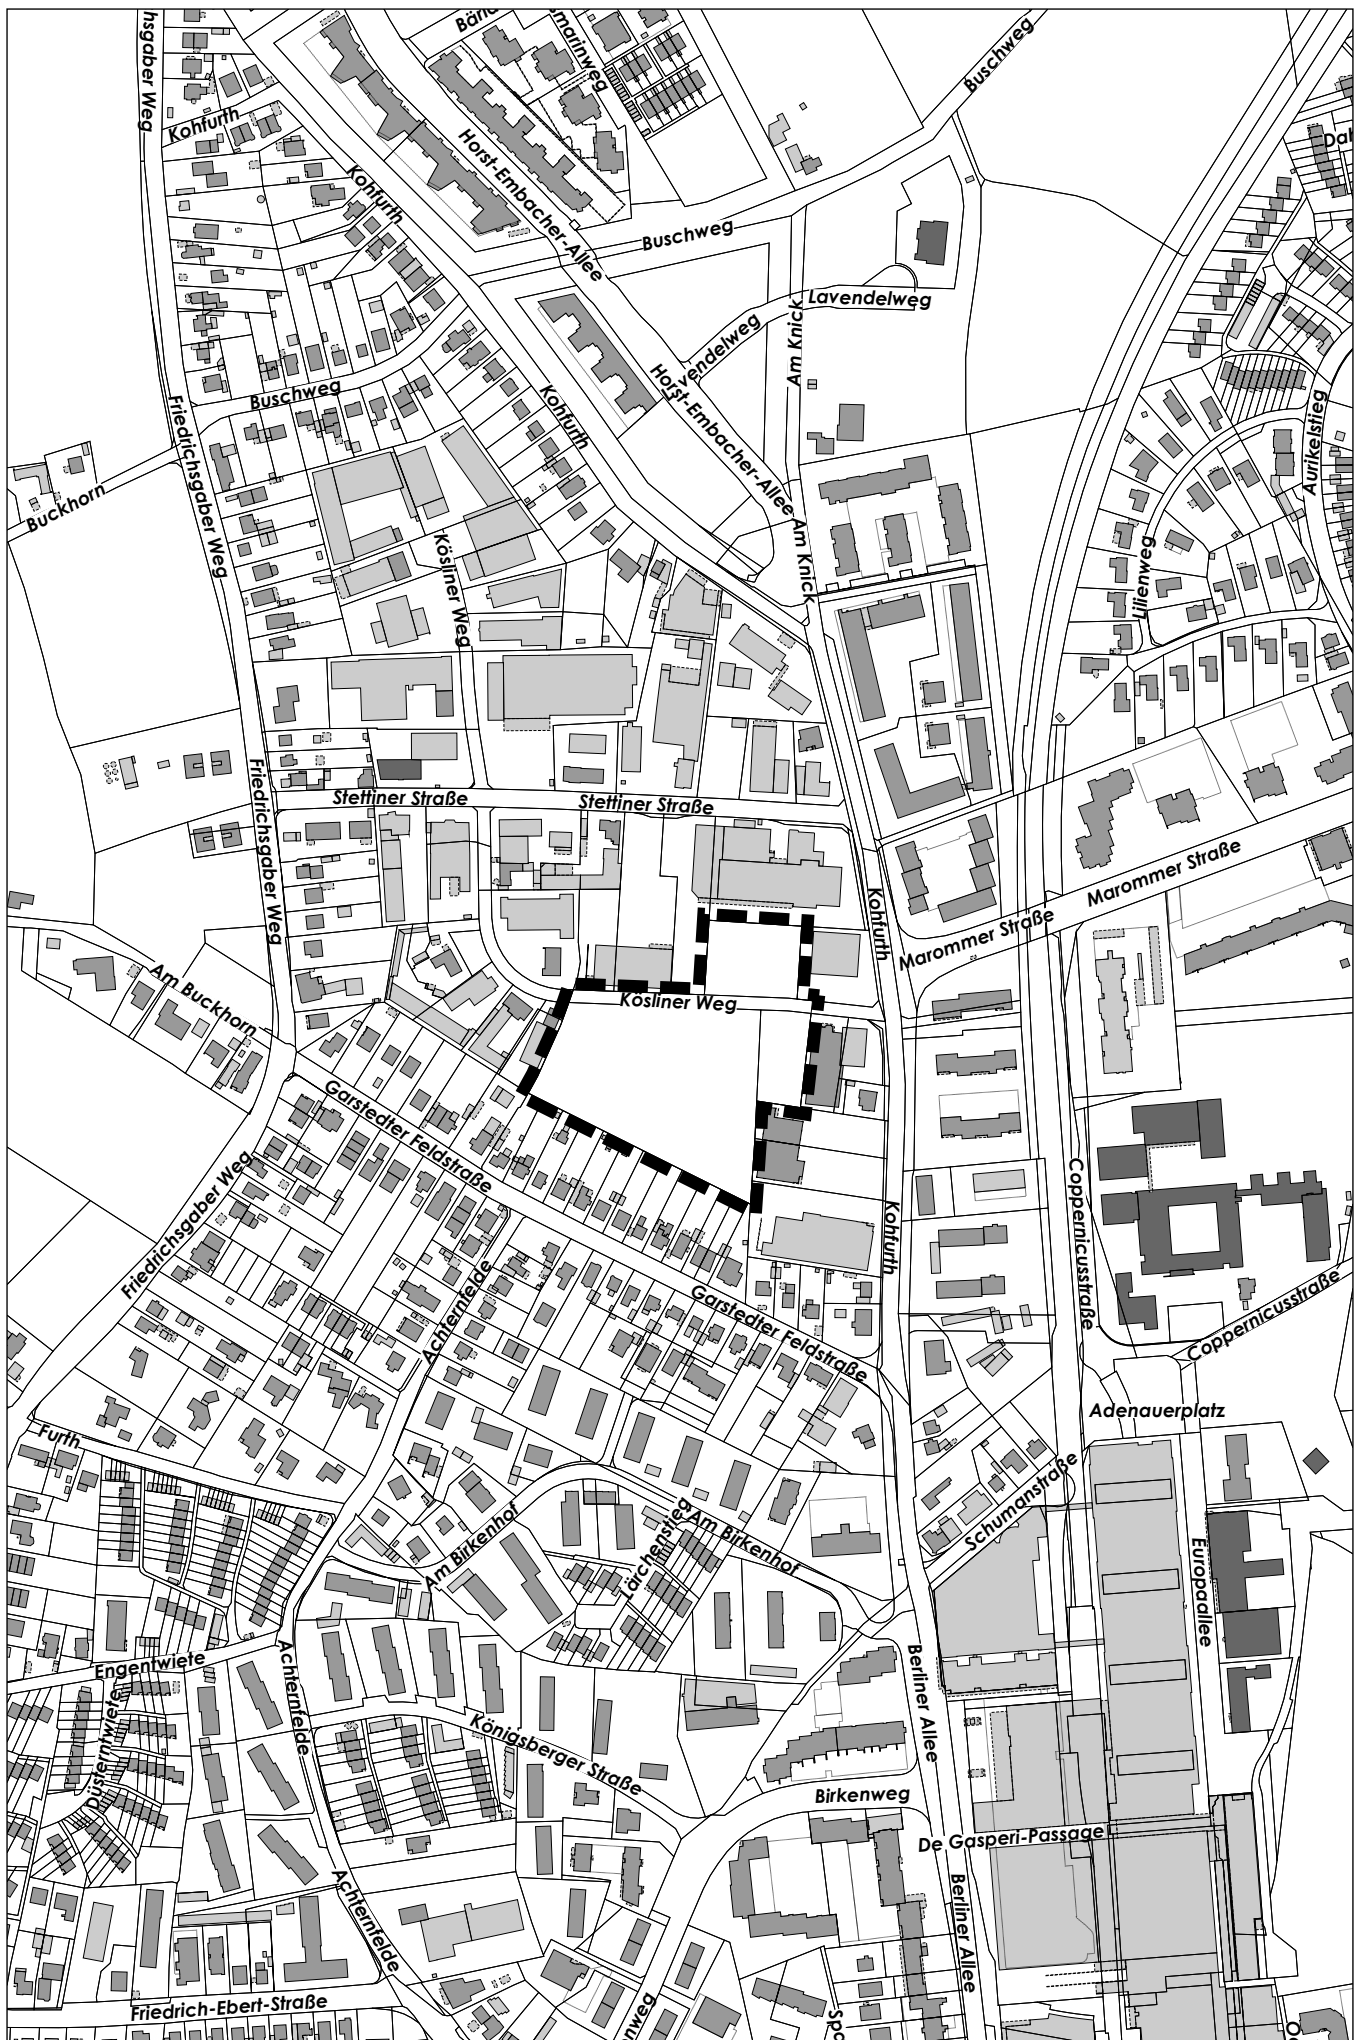 Kohfurth
Kohfurth
Horst-Embacher-Allee
Buschweg
Buschweg
Lavendelweg
Am Knick
Horst-Embacher-Allee
Buschweg
Kohfurth
Friedrichsgaber Weg
Aurikelstieg
Buckhorn
Am Knick
Kösliner Weg
Lilienweg
Stettiner Straße
Stettiner Straße
Friedrichsgaber Weg
Marommer Straße
Marommer Straße
Kohfurth
Am Buckhorn
Kösliner Weg
Garstedter Feldstraße
Friedrichsgaber Weg
Coppernicusstraße
Kohfurth
Achternfelde
Garstedter Feldstraße
Coppernicusstraße
Adenauerplatz
Furth
Schumanstraße
Am Birkenhof
Am Birkenhof
Lärchenstieg
Europaallee
Engentwiete
Achternfelde
Berliner Allee
Düsterntwiete
Königsberger Straße
Birkenweg
De Gasperi-Passage
Achternfelde
Berliner Allee
Friedrich-Ebert-Straße